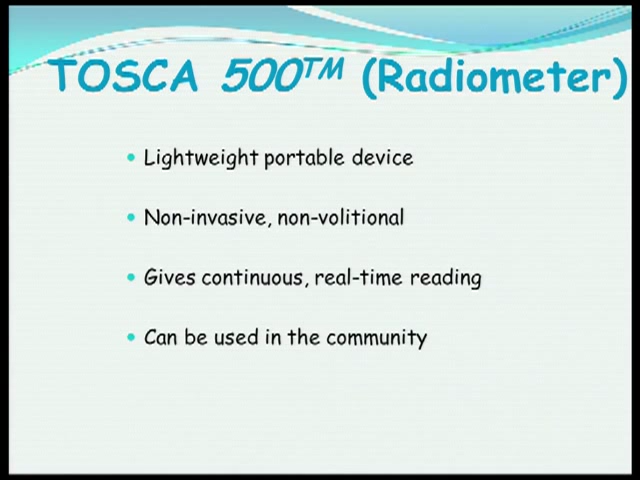 TOSCA 500™ (Radiometer)
• Lightweight portable device
• Non-invasive, non-volitional
• Gives continuous, real-time reading
• Can be used in the community